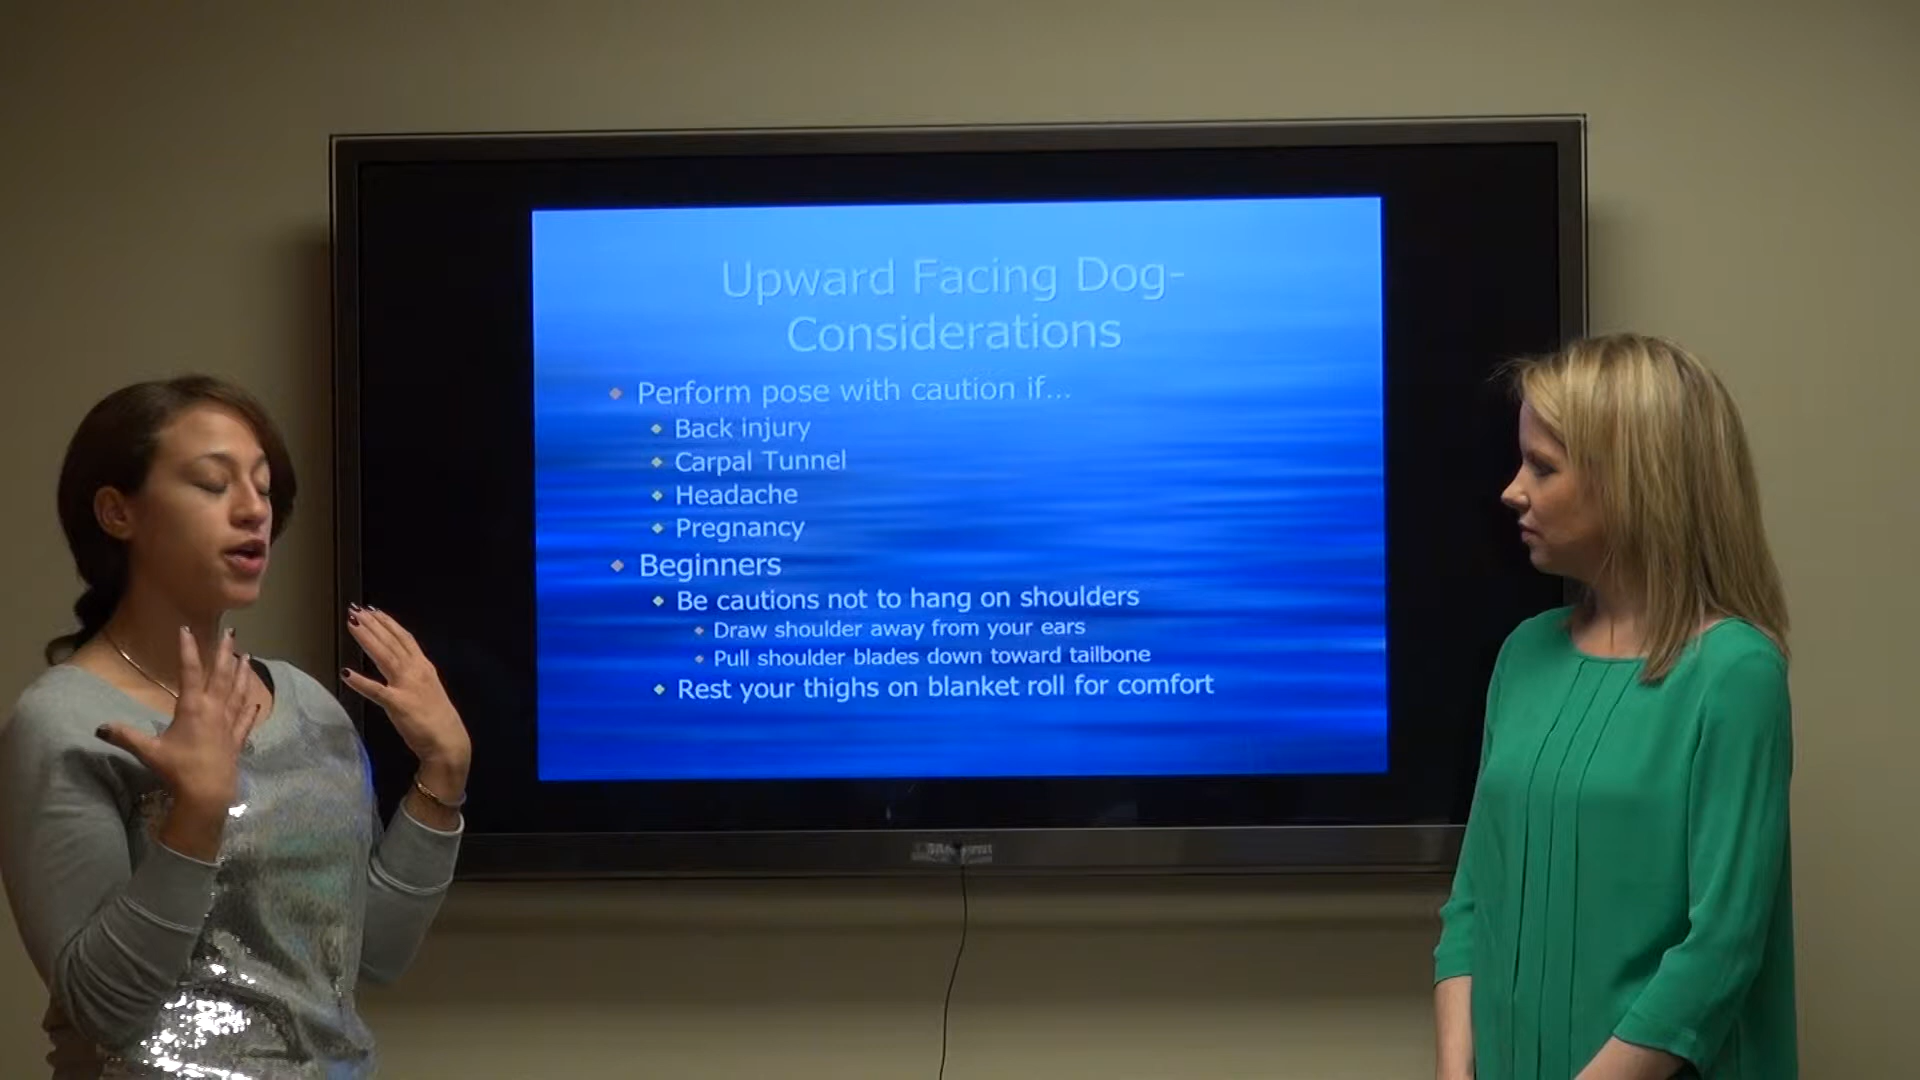 Upward Facing Dog-
Considerations
Perform pose with caution if...
Back injury
Carpal Tunnel
Headache
Pregnancy
Beginners
Be cautions not to hang on shoulders
Draw shoulder away from your ears
Pull shoulder blades down toward tailbone
Rest your thighs on blanket roll for comfort